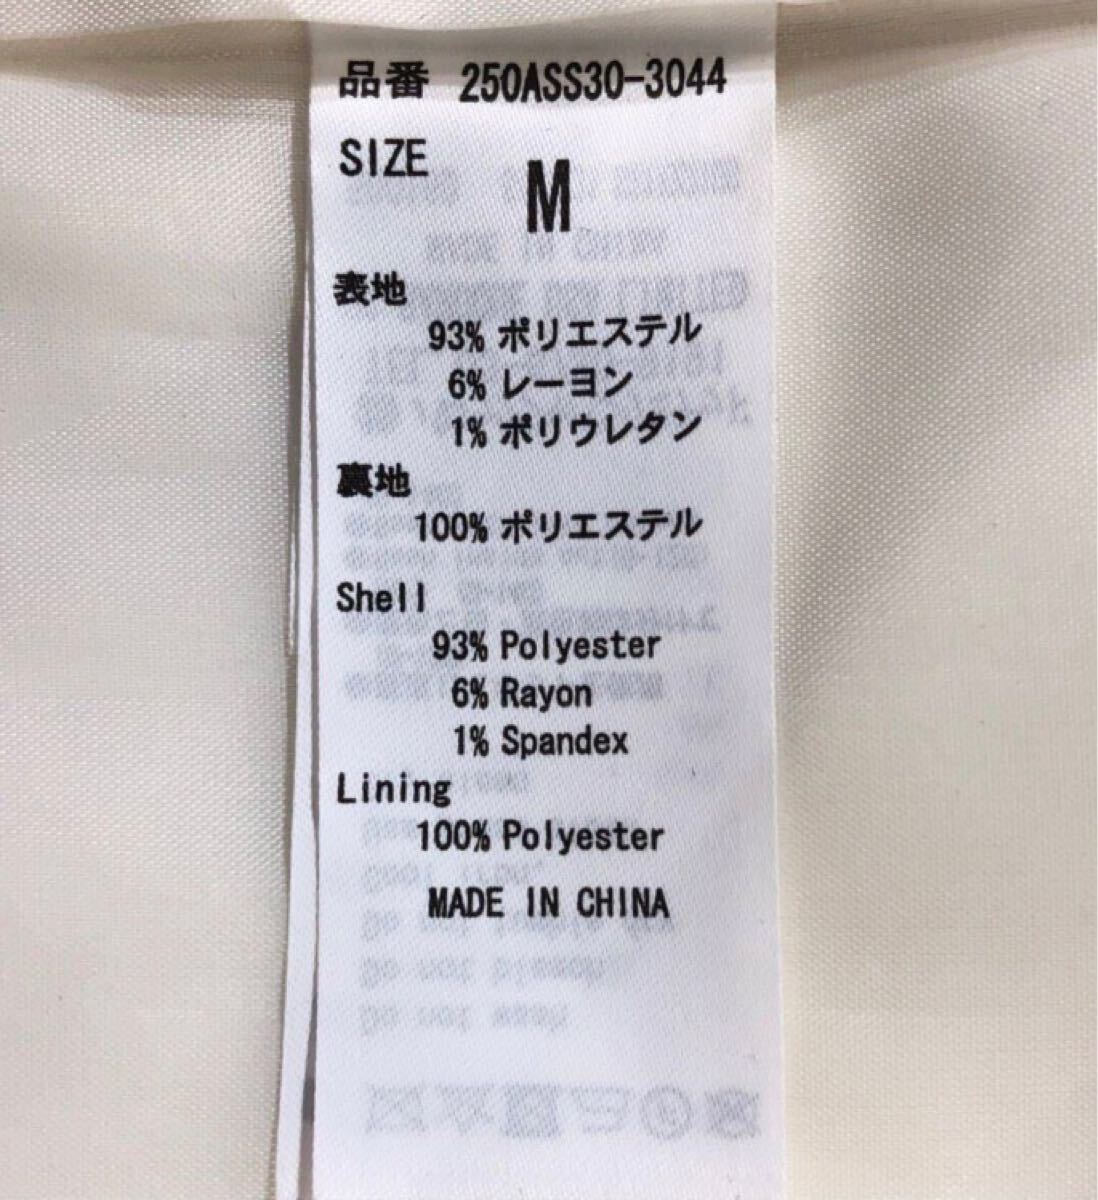 品番 250ASS30-3044
SIZE
M
表地
93% ポリエステル
6% レーヨン
1% ポリウレタン
裏地
100% ポリエステル
Shell
93% Polyester
6% Rayon
1% Spandex
Lining
100% Polyester
MADE IN CHINA